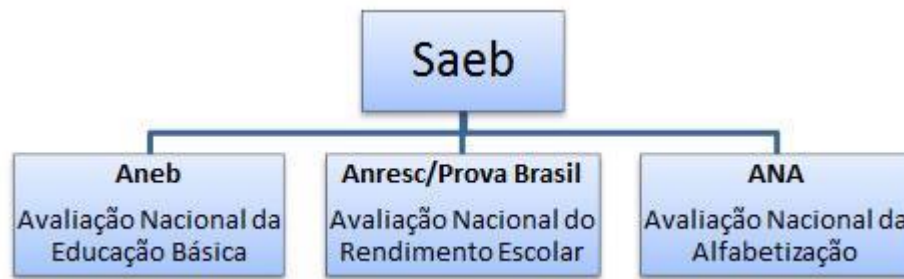 Saeb
Aneb
Avaliação Nacional da
Educação Básica
Anresc/Prova Brasil
Avaliação Nacional do
Rendimento Escolar
ANA
Avaliação Nacional da
Alfabetização